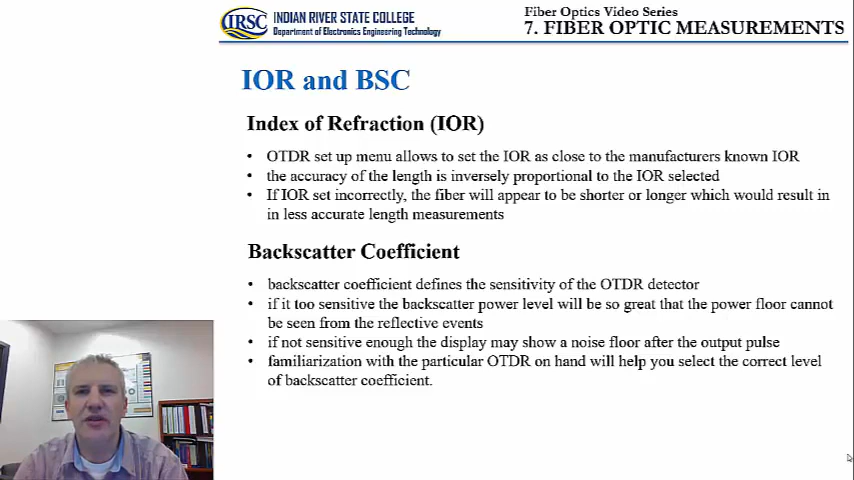 IRSC
INDIAN RIVER STATE COLLEGE
Department of Electronics Engineering Technology
Fiber Optics Video Series
7. FIBER OPTIC MEASUREMENTS
IOR and BSC
Index of Refraction (IOR)
• OTDR set up menu allows to set the IOR as close to the manufacturers known IOR
• the accuracy of the length is inversely proportional to the IOR selected
• If IOR set incorrectly, the fiber will appear to be shorter or longer which would result in
in less accurate length measurements
Backscatter Coefficient
• backscatter coefficient defines the sensitivity of the OTDR detector
• if it too sensitive the backscatter power level will be so great that the power floor cannot
be seen from the reflective events
• if not sensitive enough the display may show a noise floor after the output pulse
• familiarization with the particular OTDR on hand will help you select the correct level
of backscatter coefficient.